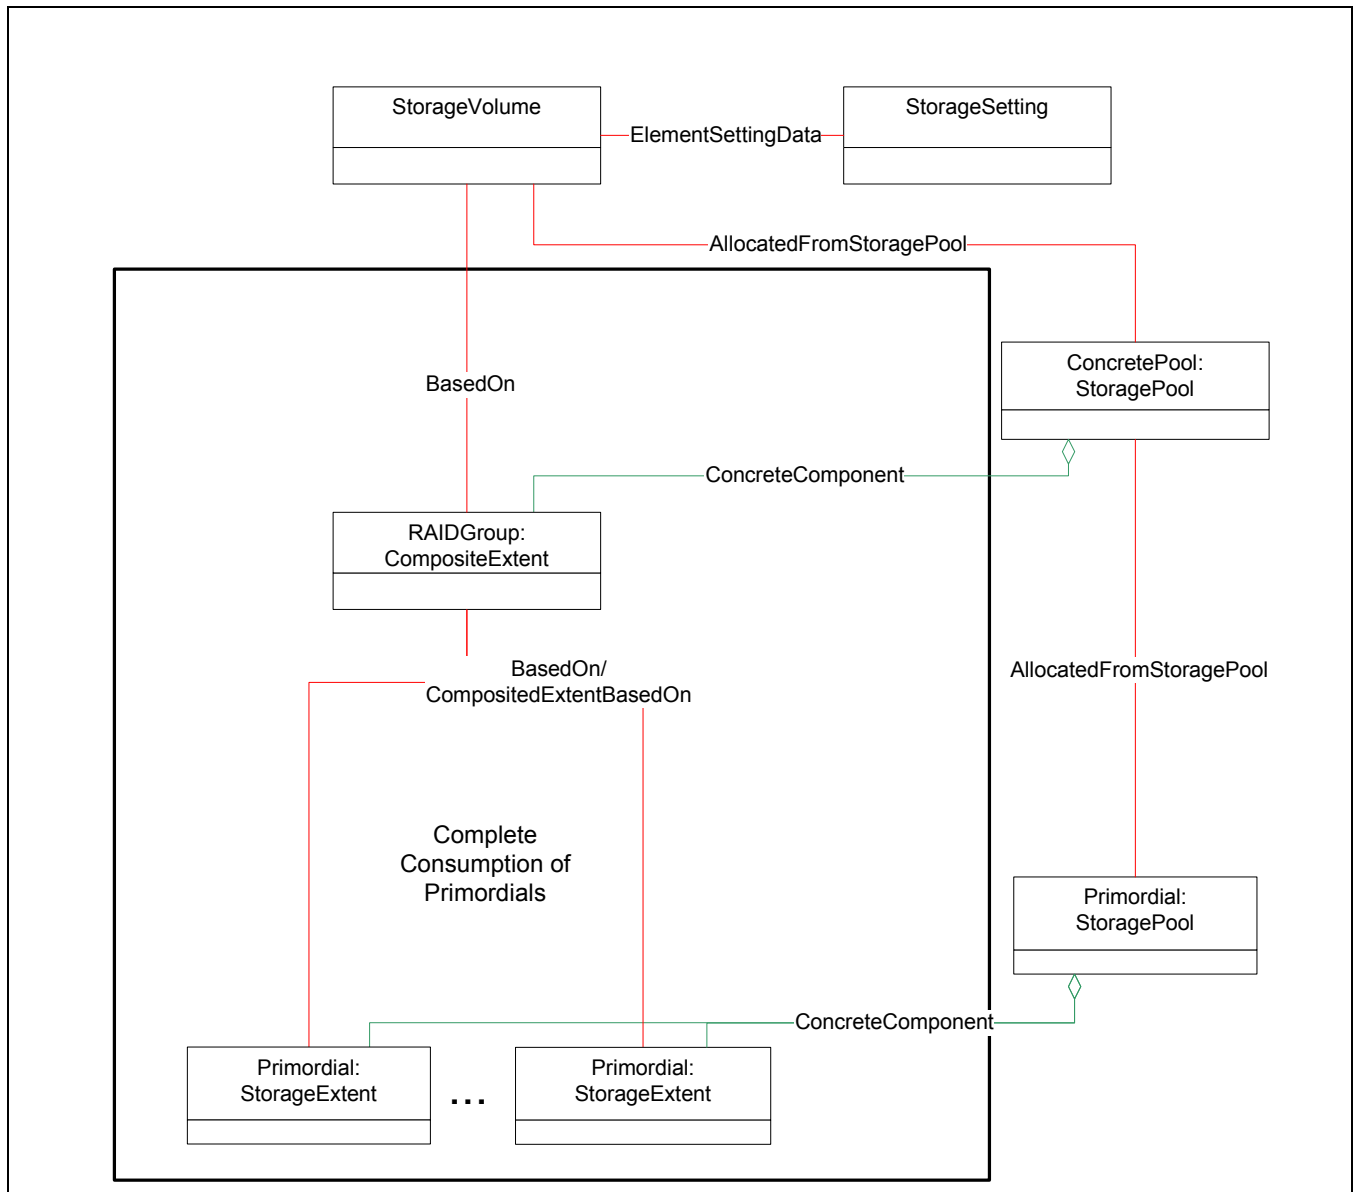 StorageVolume
StorageSetting
ElementSettingData
AllocatedFromStoragePool
ConcretePool:
StoragePool
BasedOn
ConcreteComponent
RAIDGroup:
CompositeExtent
BasedOn/
CompositedExtentBasedOn
AllocatedFromStoragePool
Complete
Consumption of
Primordials
Primordial:
StoragePool
ConcreteComponent
Primordial:
StorageExtent
...
Primordial:
StorageExtent